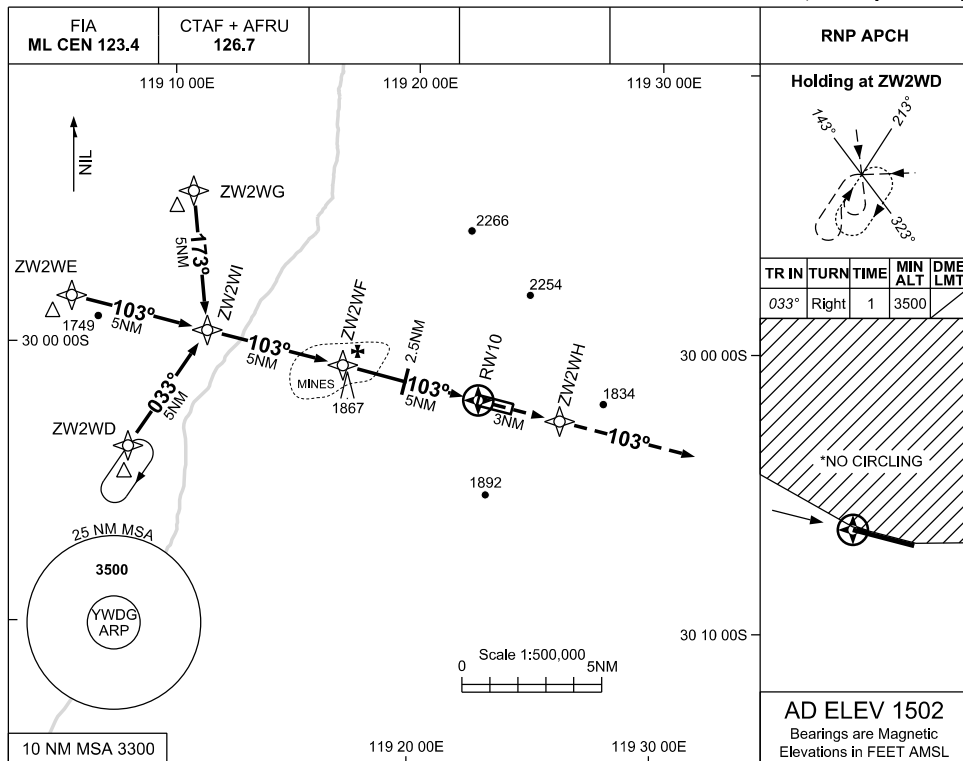 FIA
ML CEN 123.4
CTAF + AFRU
126.7
RNP APCH
119 10 00E
119 20 00E
119 30 00E
Holding at ZW2WD
143°
213°
323°
NIL
ZW2WG
2266
173°
5NM
ZW2WI
ZW2WE
1749
103°
5NM
2254
TR IN TURN TIME MIN ALT DME LMT
033° Right 1 3500
30 00 00S
30 00 00S
103°
5NM
ZW2WF
MINES
1867
2.5NM
103°
5NM
RW10
3NM
ZW2WH
1834
103°
033°
5NM
ZW2WD
1892
*NO CIRCLING
25 NM MSA
3500
YWDG
ARP
30 10 00S
Scale 1:500,000
0 5NM
10 NM MSA 3300
119 20 00E
119 30 00E
AD ELEV 1502
Bearings are Magnetic
Elevations in FEET AMSL